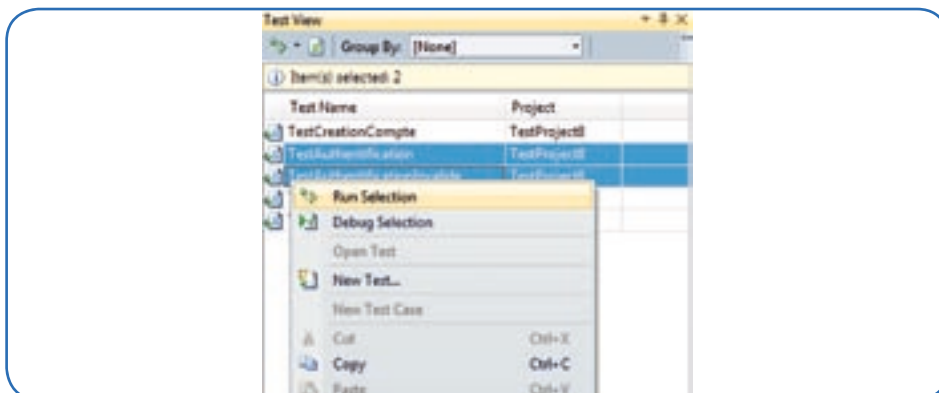 Test View
Group By: [None]
Item(s) selected: 2
Test Name Project
TestCreationCompte TestProject8
TestAuthentification TestProject8
TestAuthentificationInvalide TestProject8
Run Selection
Debug Selection
Open Test
New Test...
New Test Case
Cut Ctrl+X
Copy Ctrl+C
Paste Ctrl+V